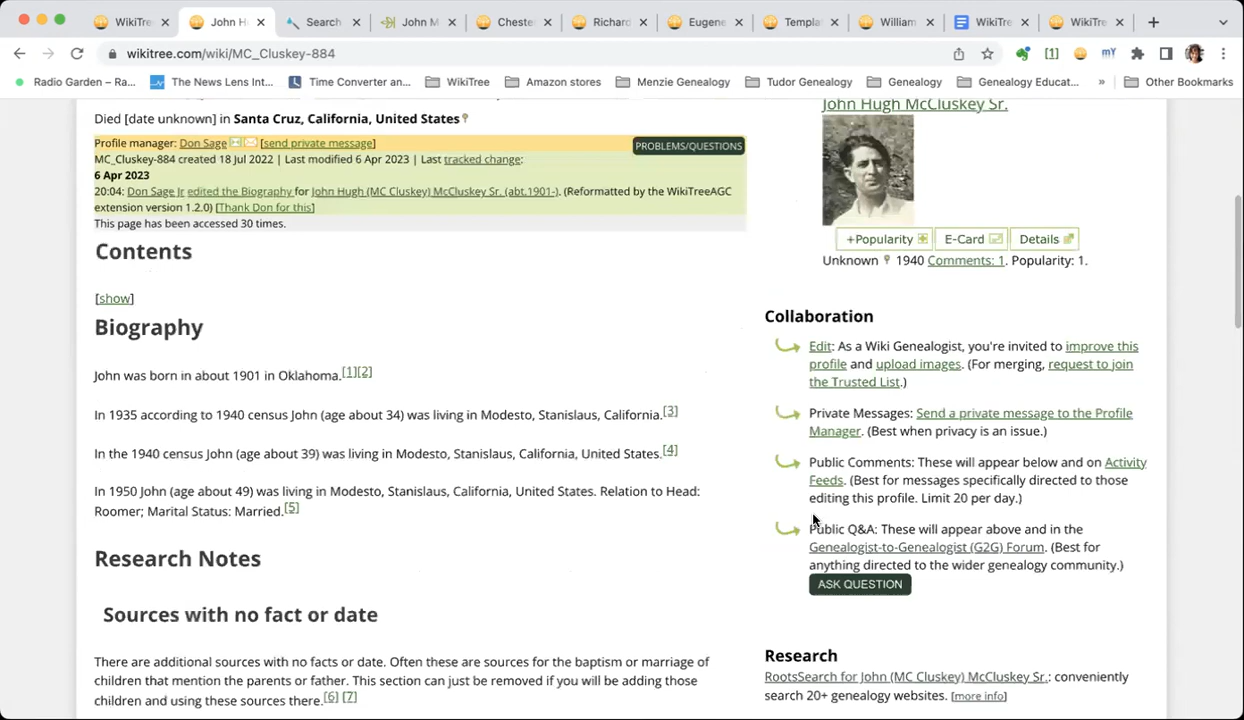 WikiTree
John H
Search
John M
Cheste
Richard
Eugene
Templa
William
WikiTre
WikiTre
wikitree.com/wiki/MC_Cluskey-884
[1]
mY
Radio Garden – Ra...
The News Lens Int...
Time Converter an...
WikiTree
Amazon stores
Menzie Genealogy
Tudor Genealogy
Genealogy
Genealogy Educat...
»
Other Bookmarks
Died [date unknown] in Santa Cruz, California, United States
Profile manager: Don Sage [send private message]
PROBLEMS/QUESTIONS
MC_Cluskey-884 created 18 Jul 2022 | Last modified 6 Apr 2023 | Last tracked change:
6 Apr 2023
20:04: Don Sage Jr edited the Biography for John Hugh (MC Cluskey) McCluskey Sr. (abt.1901-). (Reformatted by the WikiTreeAGC
extension version 1.2.0) [Thank Don for this]
This page has been accessed 30 times.
Contents
[show]
Biography
John was born in about 1901 in Oklahoma.[1][2]
In 1935 according to 1940 census John (age about 34) was living in Modesto, Stanislaus, California.[3]
In the 1940 census John (age about 39) was living in Modesto, Stanislaus, California, United States.[4]
In 1950 John (age about 49) was living in Modesto, Stanislaus, California, United States. Relation to Head:
Roomer; Marital Status: Married.[5]
Research Notes
Sources with no fact or date
There are additional sources with no facts or date. Often these are sources for the baptism or marriage of
children that mention the parents or father. This section can just be removed if you will be adding those
children and using these sources there.[6] [7]
John Hugh McCluskey Sr.
+Popularity
E-Card
Details
Unknown 1940 Comments: 1. Popularity: 1.
Collaboration
Edit: As a Wiki Genealogist, you're invited to improve this
profile and upload images. (For merging, request to join
the Trusted List.)
Private Messages: Send a private message to the Profile
Manager. (Best when privacy is an issue.)
Public Comments: These will appear below and on Activity
Feeds. (Best for messages specifically directed to those
editing this profile. Limit 20 per day.)
Public Q&A: These will appear above and in the
Genealogist-to-Genealogist (G2G) Forum. (Best for
anything directed to the wider genealogy community.)
ASK QUESTION
Research
RootsSearch for John (MC Cluskey) McCluskey Sr.: conveniently
search 20+ genealogy websites. [more info]